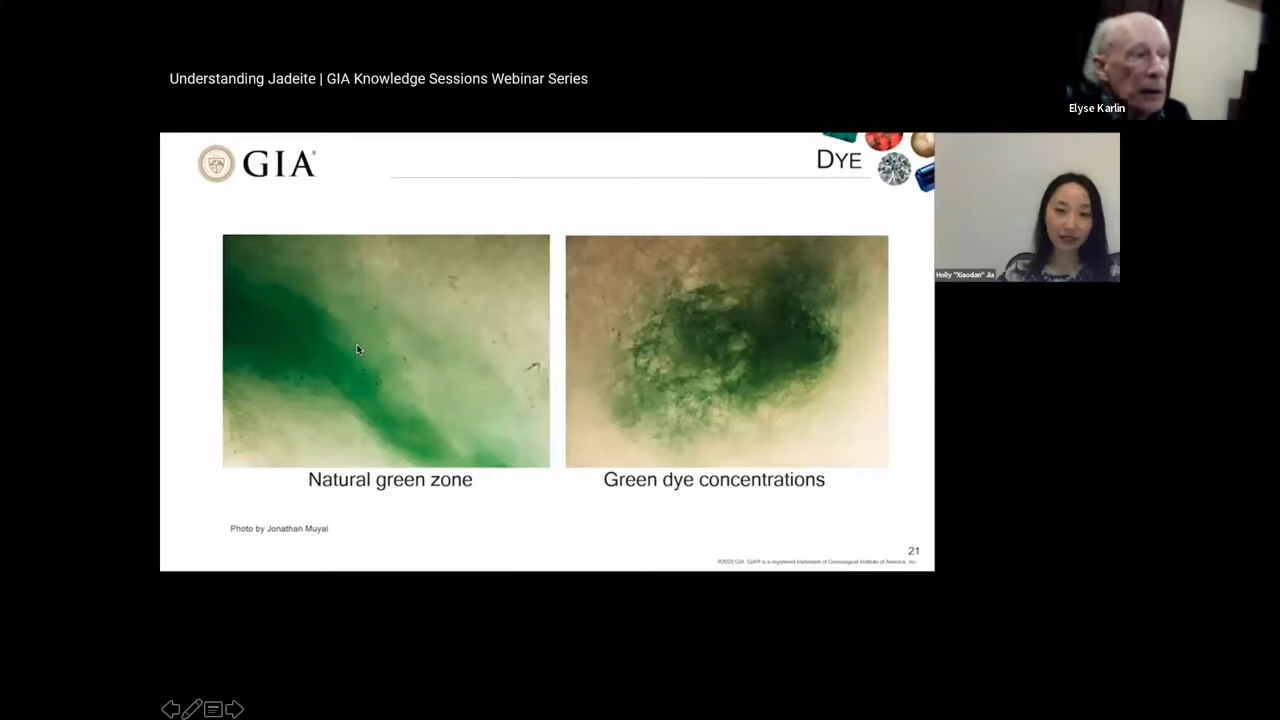 Understanding Jadeite | GIA Knowledge Sessions Webinar Series
Elyse Karlin
GIA®
DYE
Holly "Xiaodan" Jia
Natural green zone
Green dye concentrations
Photo by Jonathan Muyal
21
©2020 GIA. GIA® is a registered trademark of Gemological Institute of America, Inc.